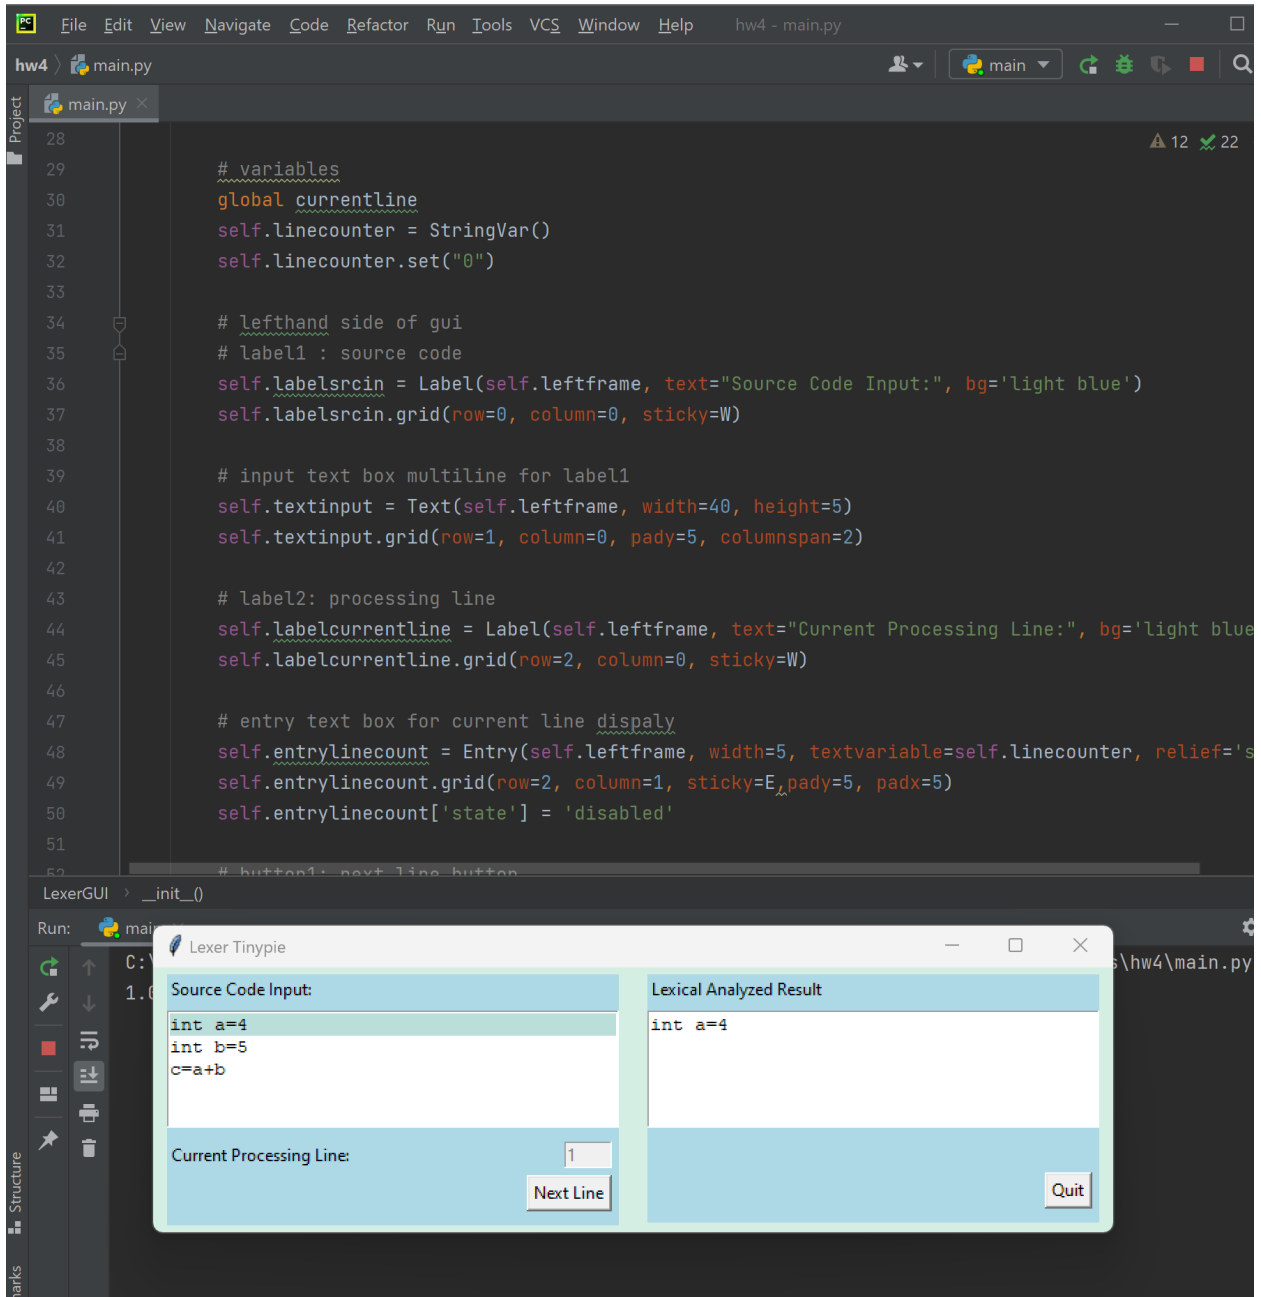 PC File Edit View Navigate Code Refactor Run Tools VCS Window Help hw4 - main.py
hw4 main.py main
Project main.py
28 12 22
29 # variables
30 global currentline
31 self.linecounter = StringVar()
32 self.linecounter.set("0")
33
34 # lefthand side of gui
35 # label1 : source code
36 self.labelsrcin = Label(self.leftframe, text="Source Code Input:", bg='light blue')
37 self.labelsrcin.grid(row=0, column=0, sticky=W)
38
39 # input text box multiline for label1
40 self.textinput = Text(self.leftframe, width=40, height=5)
41 self.textinput.grid(row=1, column=0, pady=5, columnspan=2)
42
43 # label2: processing line
44 self.labelcurrentline = Label(self.leftframe, text="Current Processing Line:", bg='light blue
45 self.labelcurrentline.grid(row=2, column=0, sticky=W)
46
47 # entry text box for current line dispaly
48 self.entrylinecount = Entry(self.leftframe, width=5, textvariable=self.linecounter, relief='s
49 self.entrylinecount.grid(row=2, column=1, sticky=E,pady=5, padx=5)
50 self.entrylinecount['state'] = 'disabled'
51
52 # button1: next line button
LexerGUI __init__()
Run:
Lexer Tinypie
C:\ s\hw4\main.py
1.0
Source Code Input:
int a=4
int b=5
c=a+b
Current Processing Line: 1
Next Line
Lexical Analyzed Result
int a=4
Quit
Structure